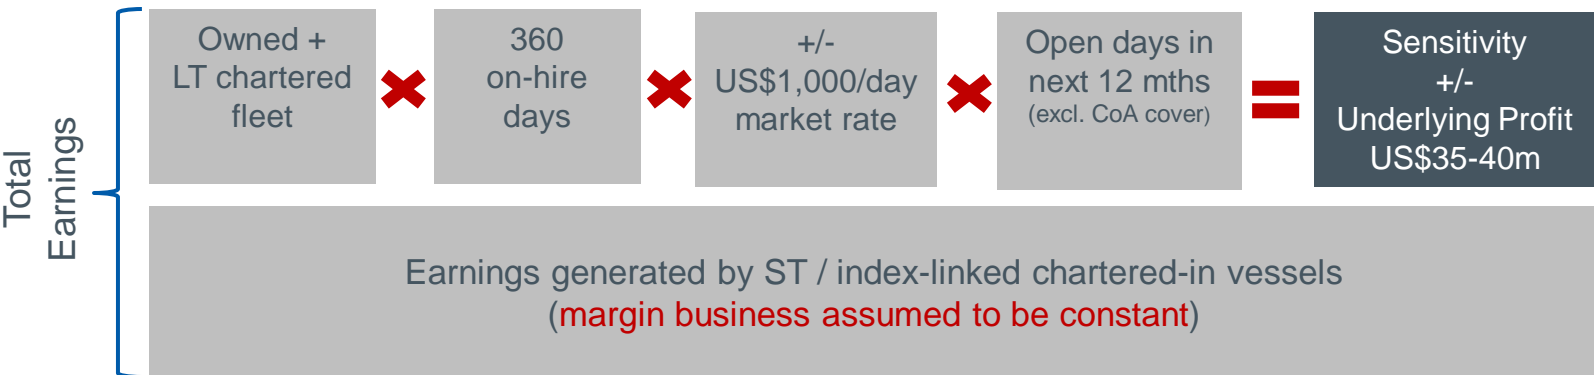 Total
Earnings
Owned +
LT chartered
fleet
360
on-hire
days
+/-
US$1,000/day
market rate
Open days in
next 12 mths
(excl. CoA cover)
Sensitivity
+/-
Underlying Profit
US$35-40m
Earnings generated by ST / index-linked chartered-in vessels
(margin business assumed to be constant)